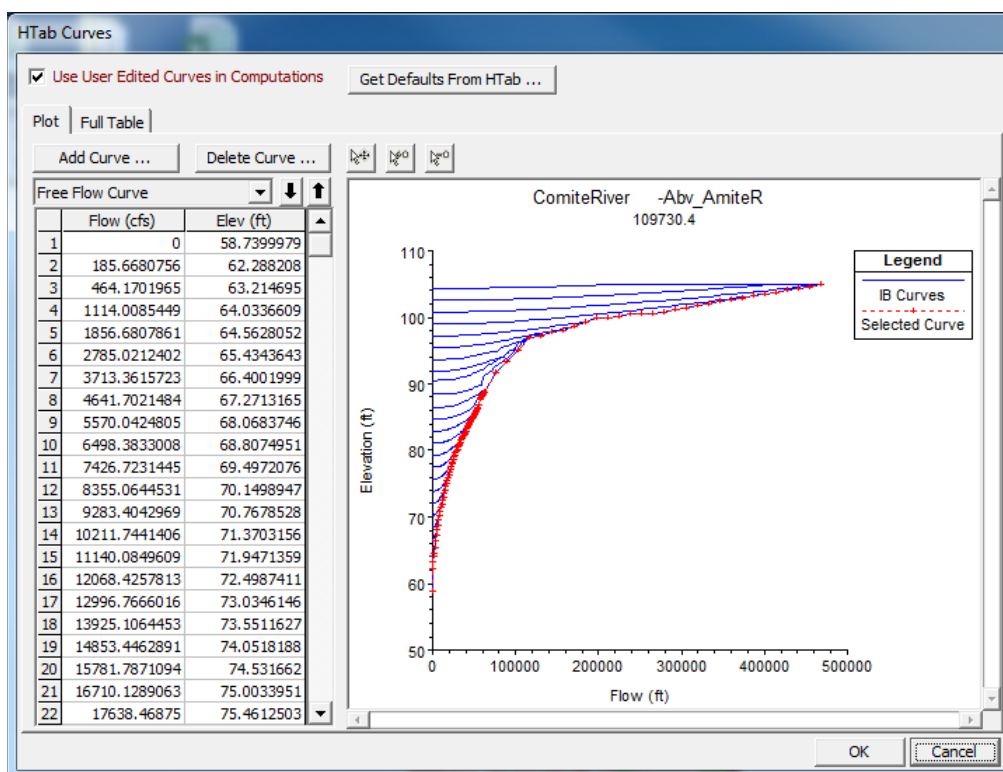 HTab Curves
Use User Edited Curves in Computations
Get Defaults From HTab ...
Plot
Full Table
Add Curve ...
Delete Curve ...
Free Flow Curve
Flow (cfs) Elev (ft)
1 0 58.7399979
2 185.6680756 62.288208
3 464.1701965 63.214695
4 1114.0085449 64.0336609
5 1856.6807861 64.5628052
6 2785.0212402 65.4343643
7 3713.3615723 66.4001999
8 4641.7021484 67.2713165
9 5570.0424805 68.0683746
10 6498.3833008 68.8074951
11 7426.7231445 69.4972076
12 8355.0644531 70.1498947
13 9283.4042969 70.7678528
14 10211.7441406 71.3703156
15 11140.0849609 71.9471359
16 12068.4257813 72.4987411
17 12996.7666016 73.0346146
18 13925.1064453 73.5511627
19 14853.4462891 74.0518188
20 15781.7871094 74.531662
21 16710.1289063 75.0033951
22 17638.46875 75.4612503
ComiteRiver -Abv_AmiteR
109730.4
110
100
90
80
70
60
50
Elevation (ft)
0 100000 200000 300000 400000 500000
Flow (ft)
Legend
IB Curves
Selected Curve
OK
Cancel